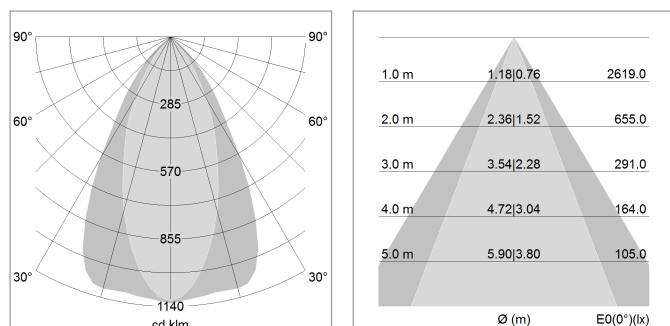 90° 90°
285
60° 60°
570
855
30° 30°
1140
cd klm
1.0 m 1.18|0.76 2619.0
2.0 m 2.36|1.52 655.0
3.0 m 3.54|2.28 291.0
4.0 m 4.72|3.04 164.0
5.0 m 5.90|3.80 105.0
Ø (m) E0(0°)(lx)